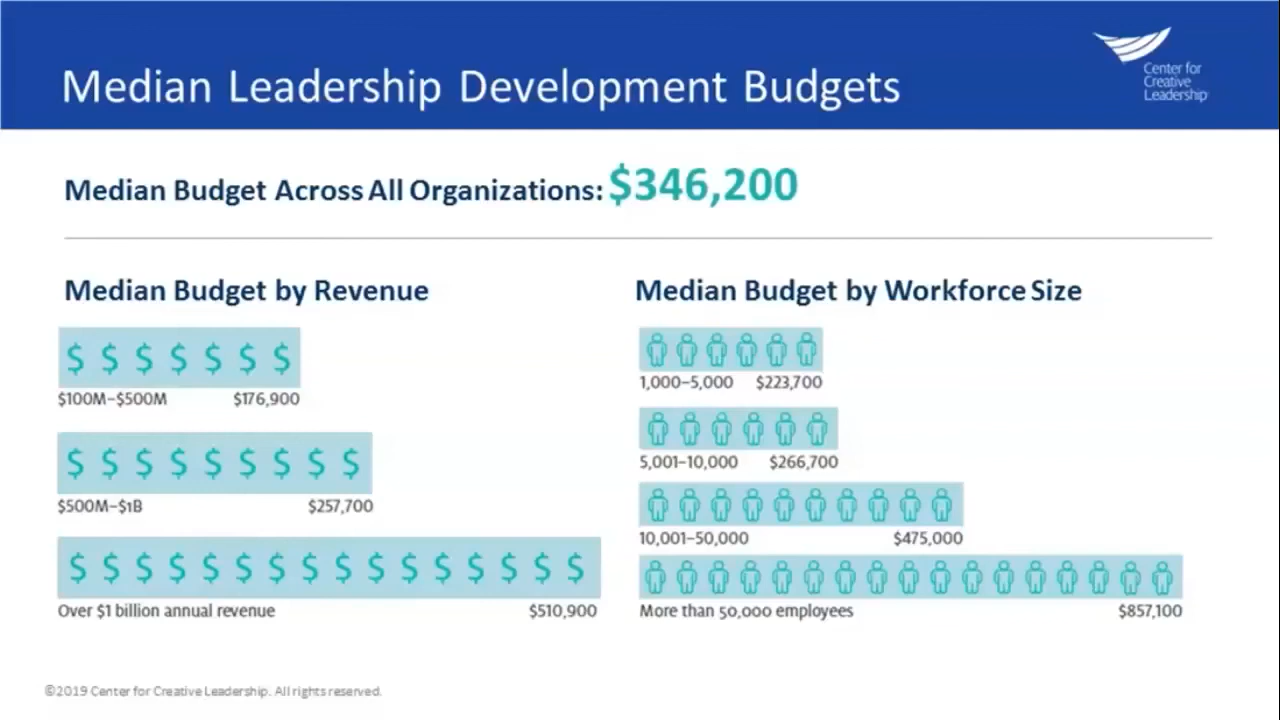 Median Leadership Development Budgets
Center for
Creative
Leadership
Median Budget Across All Organizations: $346,200
Median Budget by Revenue
$ $ $ $ $ $ $
$100M–$500M $176,900
$ $ $ $ $ $ $ $ $
$500M–$1B $257,700
$ $ $ $ $ $ $ $ $ $ $ $ $ $ $ $
Over $1 billion annual revenue $510,900
Median Budget by Workforce Size
1,000–5,000 $223,700
5,001–10,000 $266,700
10,001–50,000 $475,000
More than 50,000 employees $857,100
©2019 Center for Creative Leadership. All rights reserved.